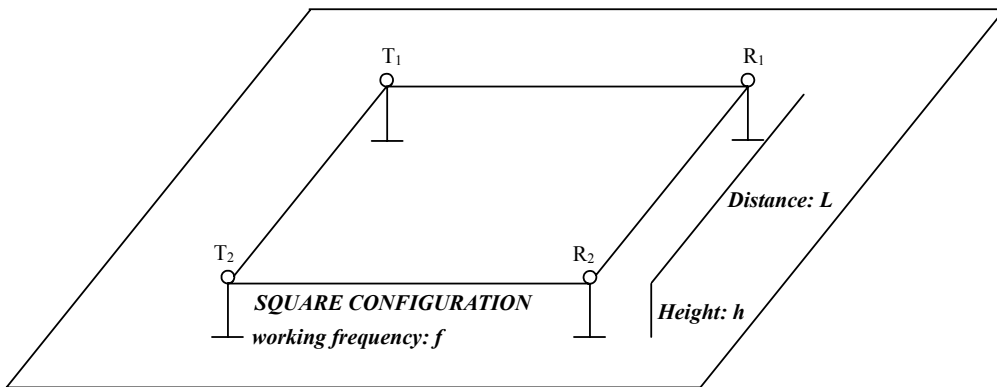 T₁
R₁
Distance: L
T₂
R₂
SQUARE CONFIGURATION
Height: h
working frequency: f